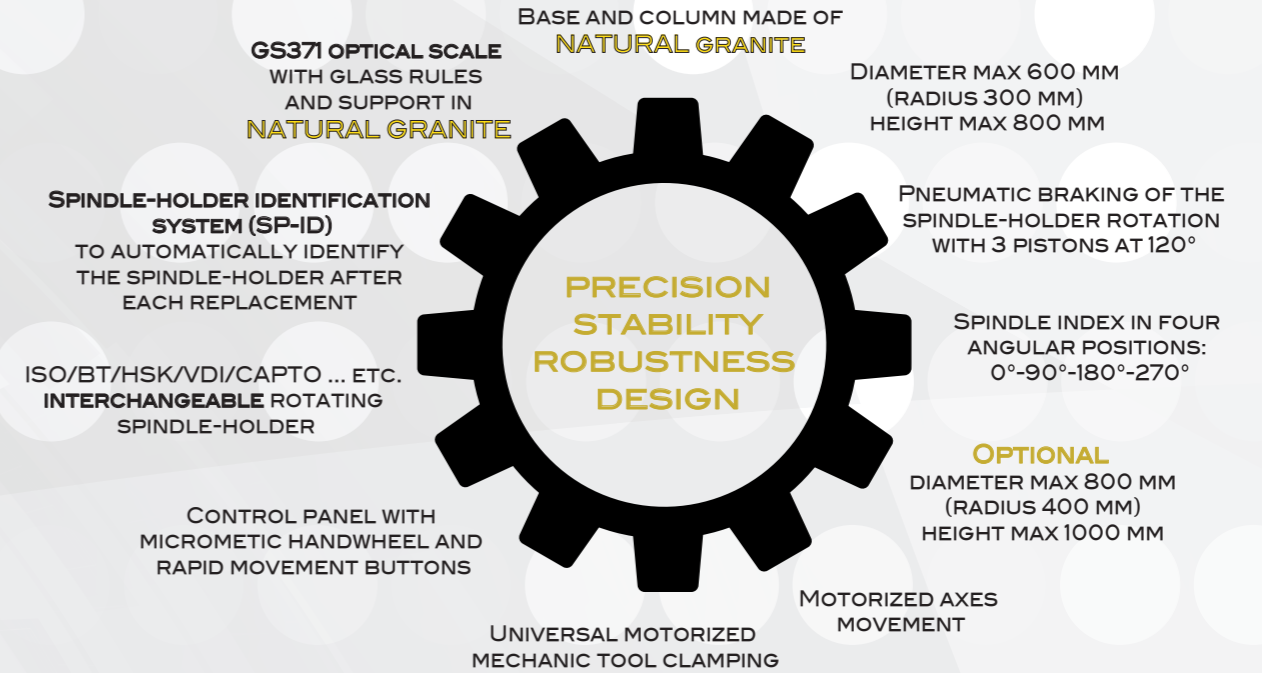 Base and column made of
NATURAL GRANITE
GS371 optical scale
with glass rules
and support in
NATURAL GRANITE
Diameter max 600 mm
(radius 300 mm)
height max 800 mm
Spindle-holder identification
system (SP-ID)
to automatically identify
the spindle-holder after
each replacement
Pneumatic braking of the
spindle-holder rotation
with 3 pistons at 120°
PRECISION
STABILITY
ROBUSTNESS
DESIGN
ISO/BT/HSK/VDI/CAPTO ... etc.
interchangeable rotating
spindle-holder
Spindle index in four
angular positions:
0°-90°-180°-270°
Optional
diameter max 800 mm
(radius 400 mm)
height max 1000 mm
Control panel with
micrometic handwheel and
rapid movement buttons
Motorized axes
movement
Universal motorized
mechanic tool clamping